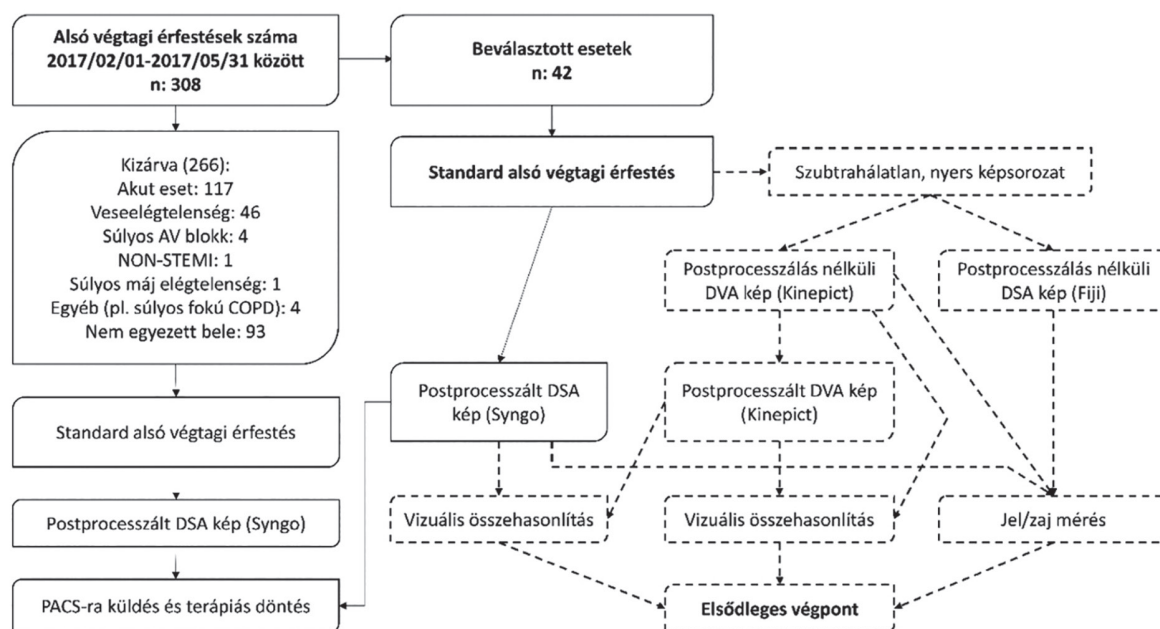 Alsó végtagi érfestések száma
2017/02/01-2017/05/31 között
n: 308
Beválasztott esetek
n: 42
Kizárva (266):
Akut eset: 117
Veseelégtelenség: 46
Súlyos AV blokk: 4
NON-STEMI: 1
Súlyos máj elégtelenség: 1
Egyéb (pl. súlyos fokú COPD): 4
Nem egyezett bele: 93
Standard alsó végtagi érfestés
Szubtrahálatlan, nyers képsorozat
Postprocesszálás nélküli
DVA kép (Kinepict)
Postprocesszálás nélküli
DSA kép (Fiji)
Standard alsó végtagi érfestés
Postprocesszált DSA
kép (Syngo)
Postprocesszált DVA kép
(Kinepict)
Postprocesszált DSA kép (Syngo)
Vizuális összehasonlítás
Vizuális összehasonlítás
Jel/zaj mérés
PACS-ra küldés és terápiás döntés
Elsődleges végpont